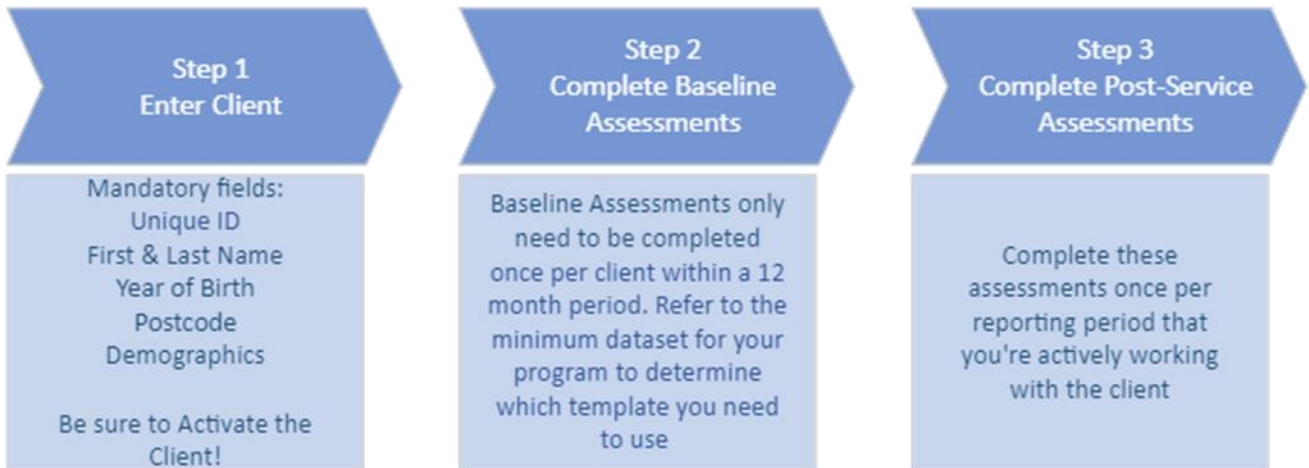 Step 1
Enter Client
Mandatory fields:
Unique ID
First & Last Name
Year of Birth
Postcode
Demographics
Be sure to Activate the
Client!
Step 2
Complete Baseline
Assessments
Baseline Assessments only
need to be completed
once per client within a 12
month period. Refer to the
minimum dataset for your
program to determine
which template you need
to use
Step 3
Complete Post-Service
Assessments
Complete these
assessments once per
reporting period that
you're actively working
with the client